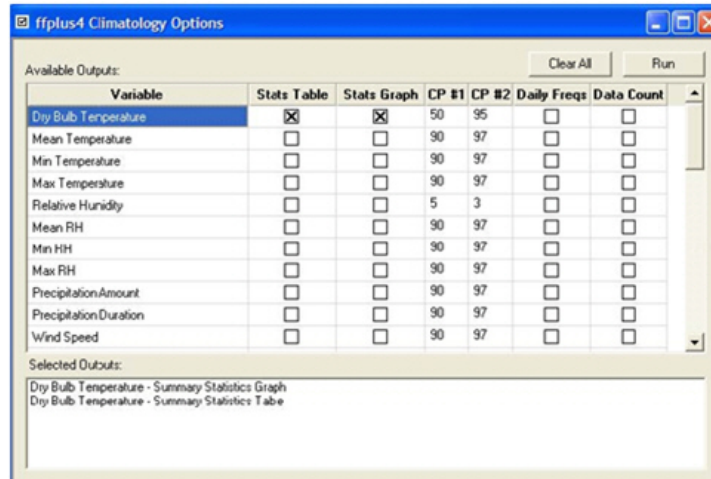 ffplus4 Climatology Options
Available Outputs:
Clear All Run
Variable Stats Table Stats Graph CP #1 CP #2 Daily Freqs Data Count
Dry Bulb Temperature 50 95
Mean Temperature 90 97
Min Temperature 90 97
Max Temperature 90 97
Relative Humidity 5 3
Mean RH 90 97
Min RH 90 97
Max RH 90 97
Precipitation Amount 90 97
Precipitation Duration 90 97
Wind Speed 90 97
Selected Outputs:
Dry Bulb Temperature - Summary Statistics Graph
Dry Bulb Temperature - Summary Statistics Table